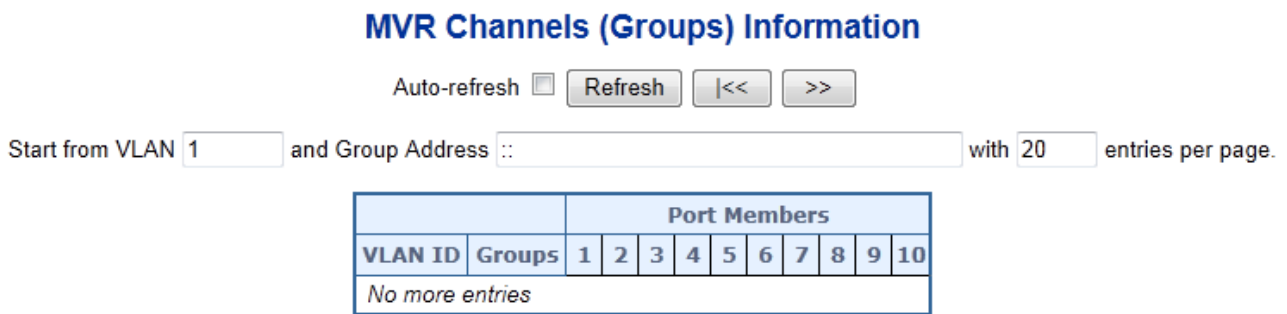 MVR Channels (Groups) Information
Auto-refresh Refresh |<< >>
Start from VLAN 1 and Group Address :: with 20 entries per page.
Port Members
VLAN ID Groups 1 2 3 4 5 6 7 8 9 10
No more entries